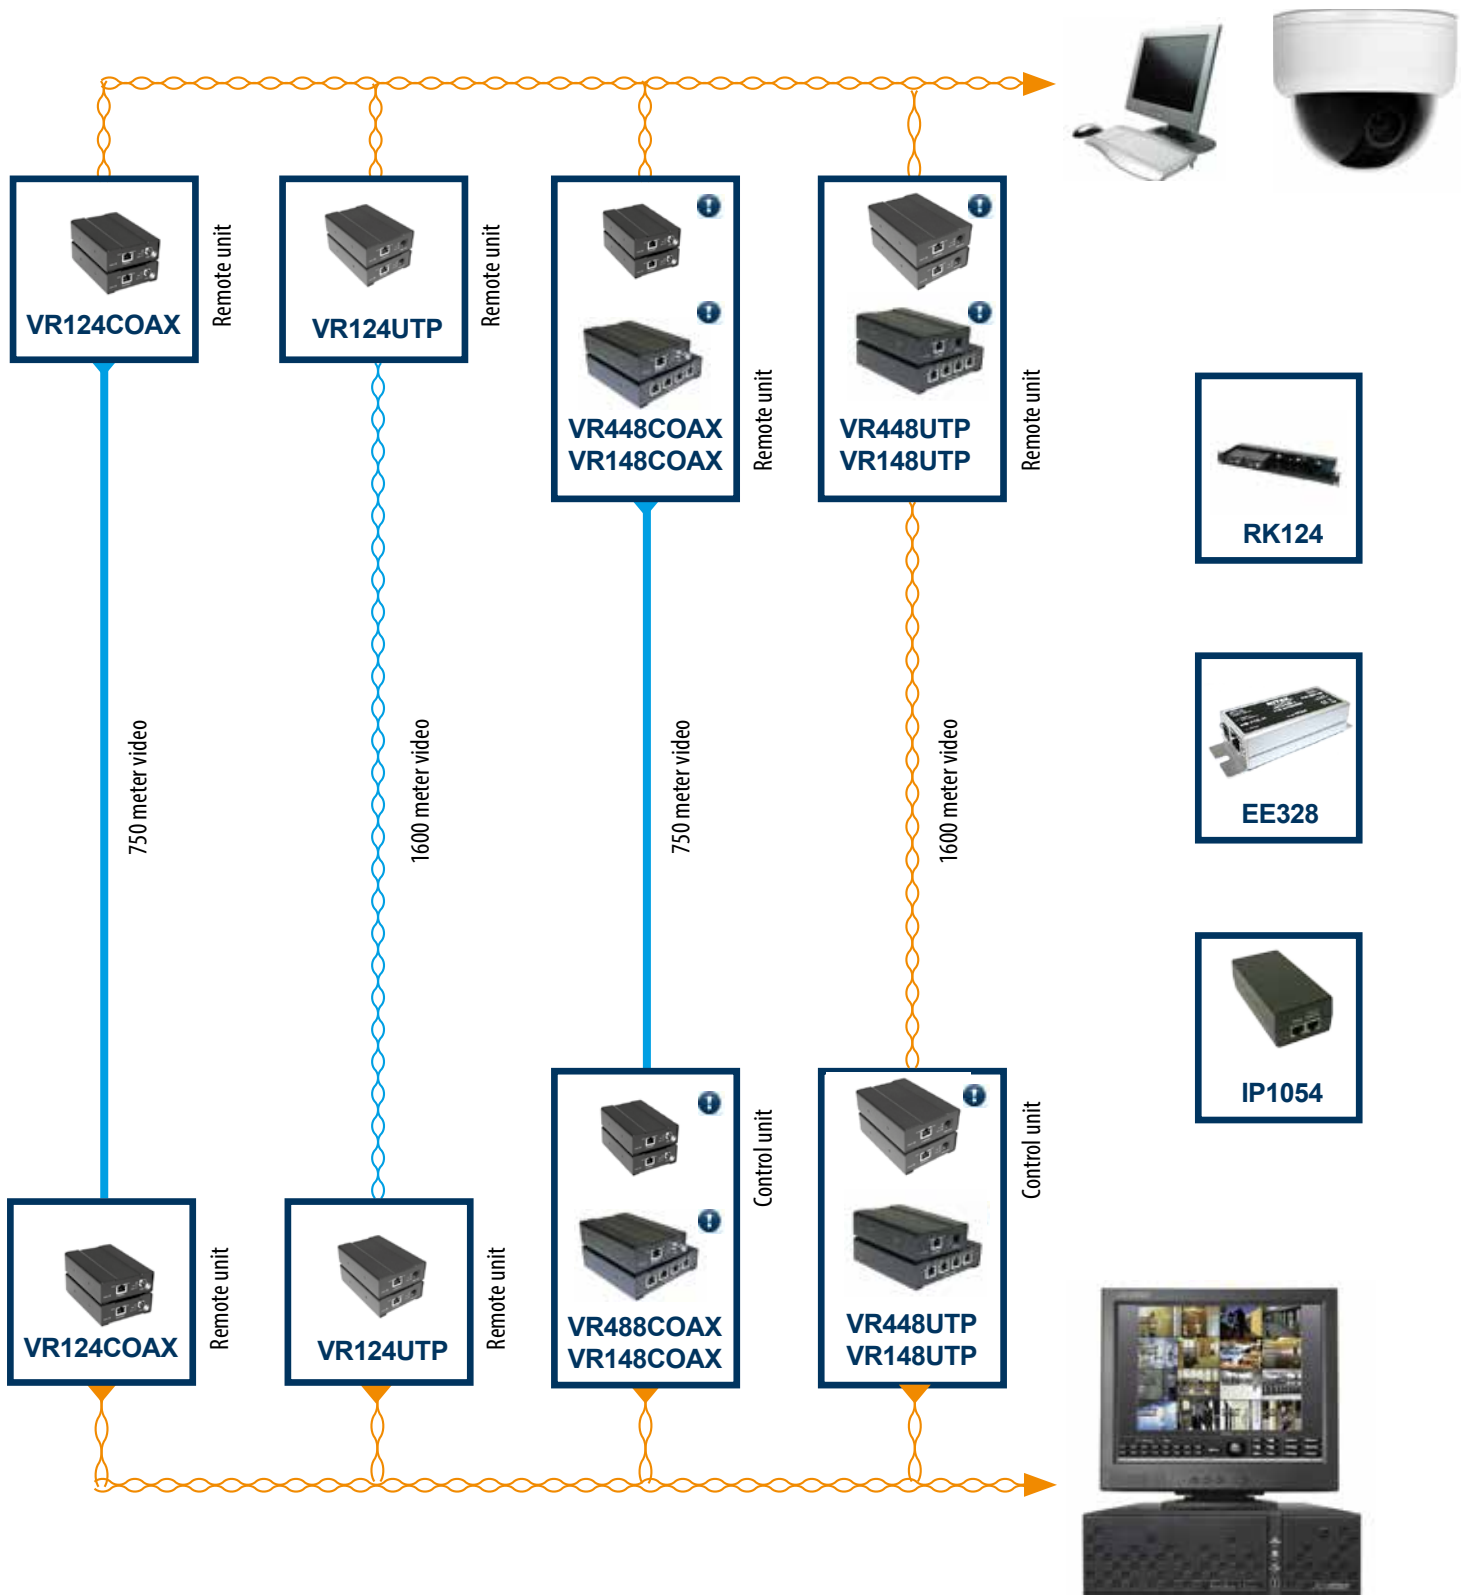 VR124COAX
Remote unit
VR124UTP
Remote unit
VR448COAX
VR148COAX
Remote unit
VR448UTP
VR148UTP
Remote unit
RK124
EE328
IP1054
750 meter video
1600 meter video
750 meter video
1600 meter video
VR124COAX
Remote unit
VR124UTP
Remote unit
VR488COAX
VR148COAX
Control unit
VR448UTP
VR148UTP
Control unit